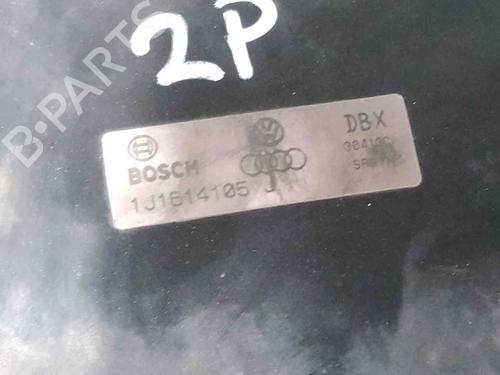 2P
B-PARTS
BOSCH
1J1614105 J
DBX